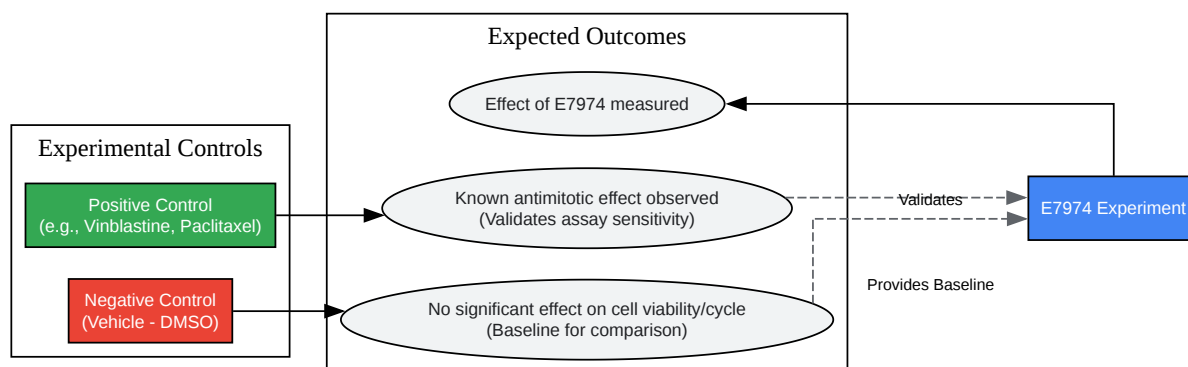 Expected Outcomes
Effect of E7974 measured
Experimental Controls
Positive Control
(e.g., Vinblastine, Paclitaxel)
Known antimitotic effect observed
(Validates assay sensitivity)
Validates
E7974 Experiment
Negative Control
(Vehicle - DMSO)
No significant effect on cell viability/cycle
(Baseline for comparison)
Provides Baseline